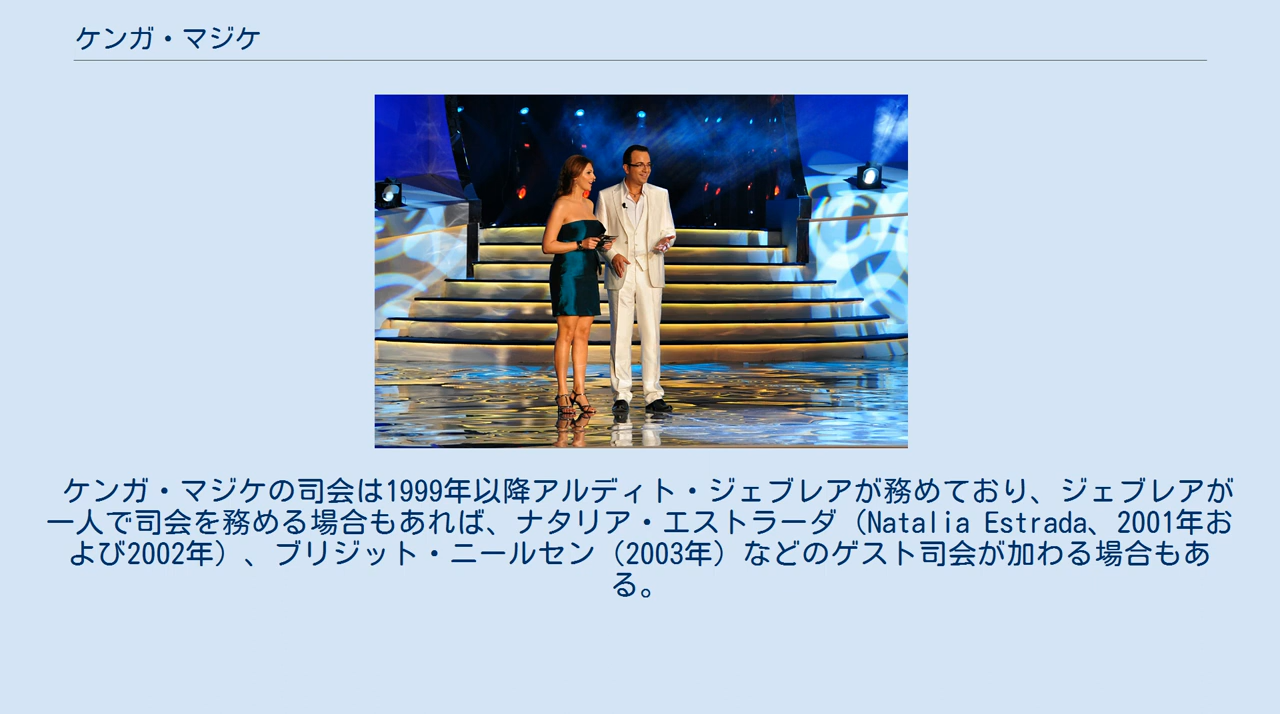 ケンガ・マジケ
ケンガ・マジケの司会は1999年以降アルディト・ジェブレアが務めており、ジェブレアが
一人で司会を務める場合もあれば、ナタリア・エストラーダ（Natalia Estrada、2001年お
よび2002年）、ブリジット・ニールセン（2003年）などのゲスト司会が加わる場合もあ
る。